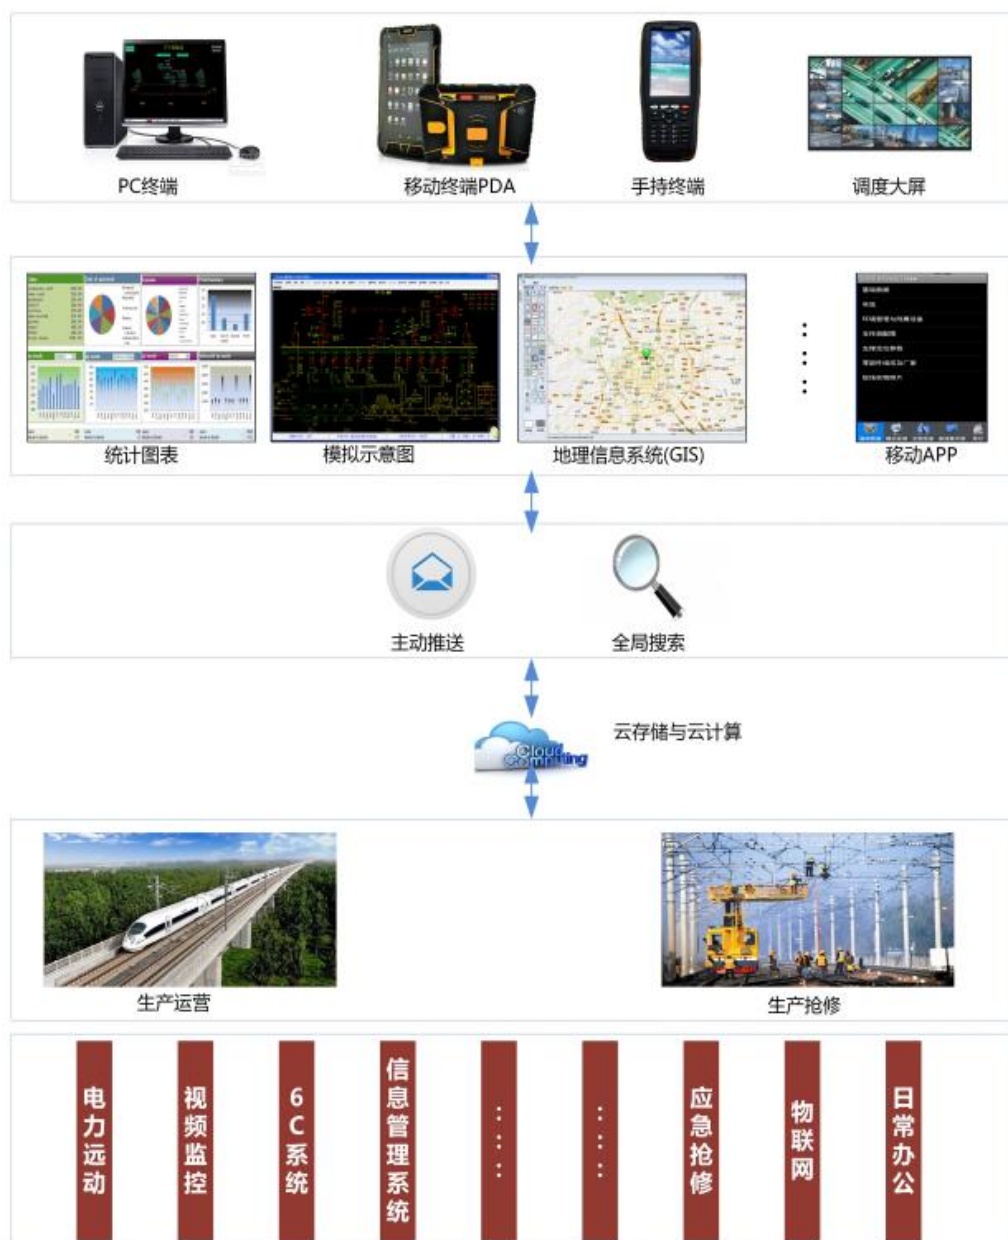 PC终端
移动终端PDA
手持终端
调度大屏
统计图表
模拟示意图
地理信息系统(GIS)
移动APP
主动推送
全局搜索
云存储与云计算
Cloud
Computing
生产运营
生产抢修
电力远动
视频监控
6C系统
信息管理系统
应急抢修
物联网
日常办公